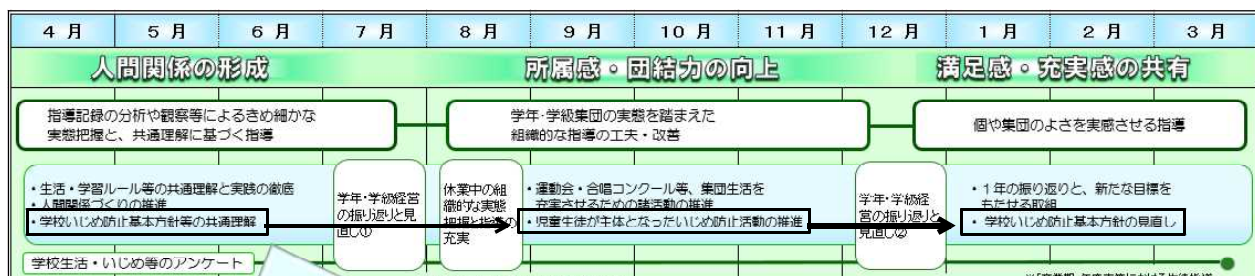 4 月 5 月 6 月 7 月 8 月 9 月 10 月 11 月 12 月 1 月 2 月 3 月
人間関係の形成 所属感・団結力の向上 満足感・充実感の共有
指導記録の分析や観察等によるきめ細かな
実態把握と、共通理解に基づく指導
学年・学級集団の実態を踏まえた
組織的な指導の工夫・改善
個や集団のよさを実感させる指導
・生活・学習ルール等の共通理解と実践の徹底
・人間関係づくりの推進
・学校いじめ防止基本方針等の共通理解
学年・学級経営
の振り返りと見
直し①
休業中の組
織的な実態
把握と指導の
充実
・運動会・合唱コンクール等、集団生活を
充実させるための諸活動の推進
・児童生徒が主体となったいじめ防止活動の推進
学年・学級経
営の振り返りと
見直し②
・１年の振り返りと、新たな目標を
もたせる取組
・学校いじめ防止基本方針の見直し
学校生活・いじめ等のアンケート